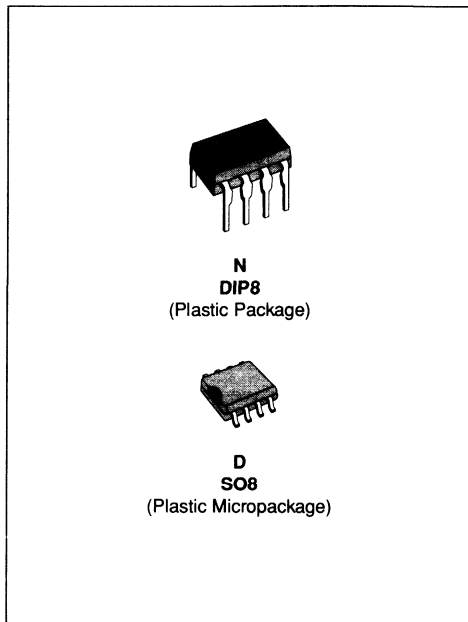 N
DIP8
(Plastic Package)
D
SO8
(Plastic Micropackage)